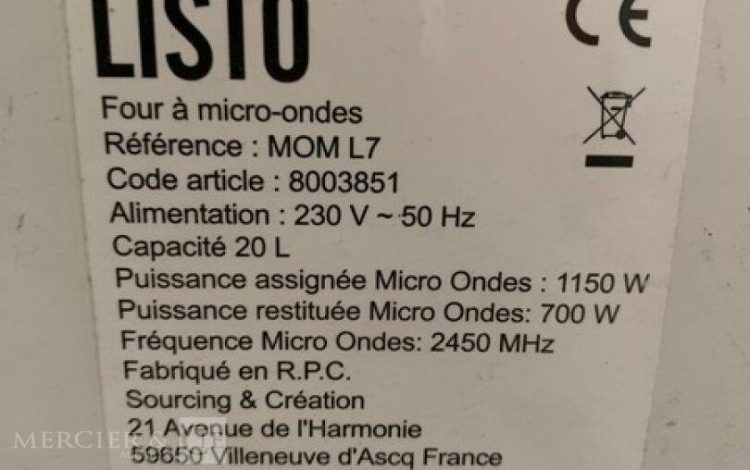 LISTO
CE
Four à micro-ondes
Référence : MOM L7
Code article : 8003851
Alimentation : 230 V ~ 50 Hz
Capacité 20 L
Puissance assignée Micro Ondes : 1150 W
Puissance restituée Micro Ondes: 700 W
Fréquence Micro Ondes: 2450 MHz
Fabriqué en R.P.C.
Sourcing & Création
21 Avenue de l'Harmonie
59650 Villeneuve d'Ascq France
MERCIER &